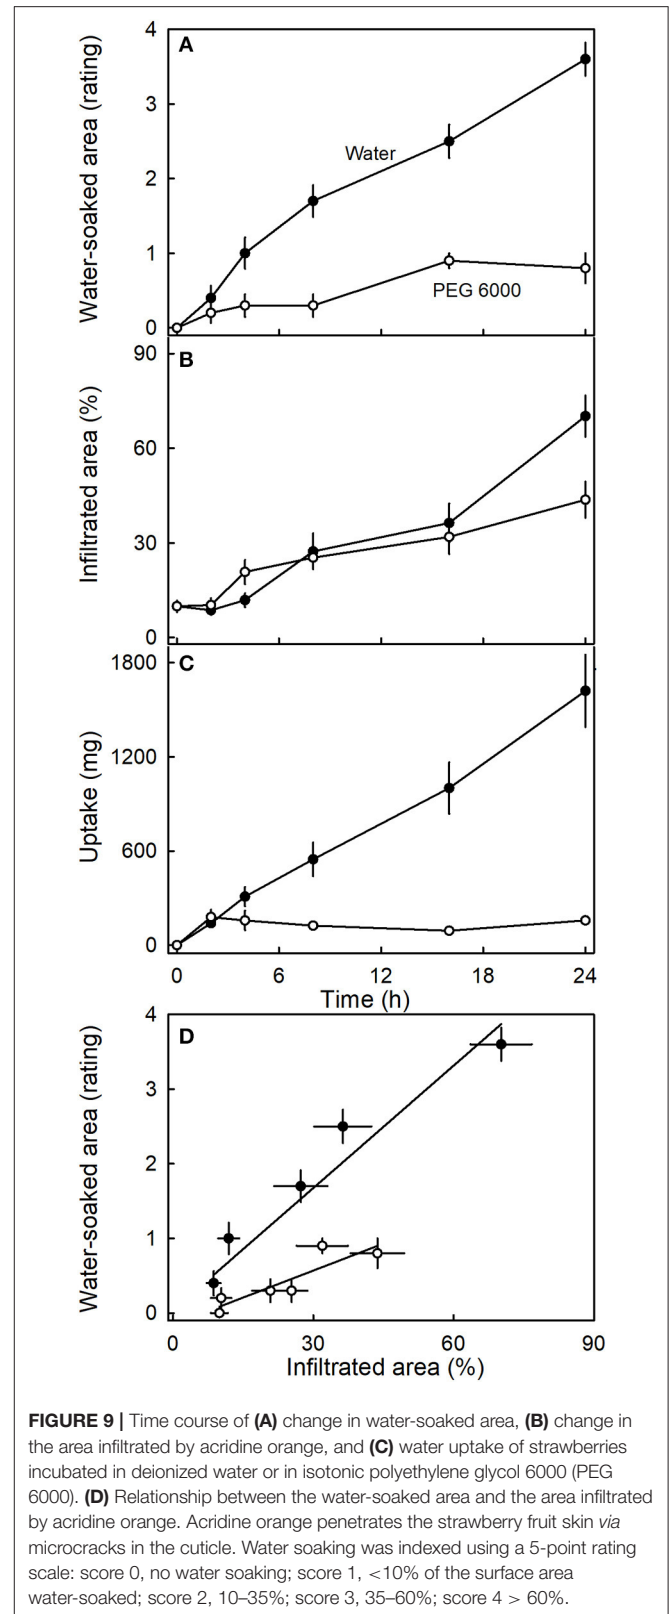 A
Water-soaked area (rating)
4
3
2
1
0
Water
PEG 6000
B
Infiltrated area (%)
90
60
30
0
C
Uptake (mg)
1800
1200
600
0
0 6 12 18 24
Time (h)
D
Water-soaked area (rating)
4
3
2
1
0
0 30 60 90
Infiltrated area (%)
FIGURE 9 | Time course of (A) change in water-soaked area, (B) change in
the area infiltrated by acridine orange, and (C) water uptake of strawberries
incubated in deionized water or in isotonic polyethylene glycol 6000 (PEG
6000). (D) Relationship between the water-soaked area and the area infiltrated
by acridine orange. Acridine orange penetrates the strawberry fruit skin via
microcracks in the cuticle. Water soaking was indexed using a 5-point rating
scale: score 0, no water soaking; score 1, <10% of the surface area
water-soaked; score 2, 10–35%; score 3, 35–60%; score 4 > 60%.